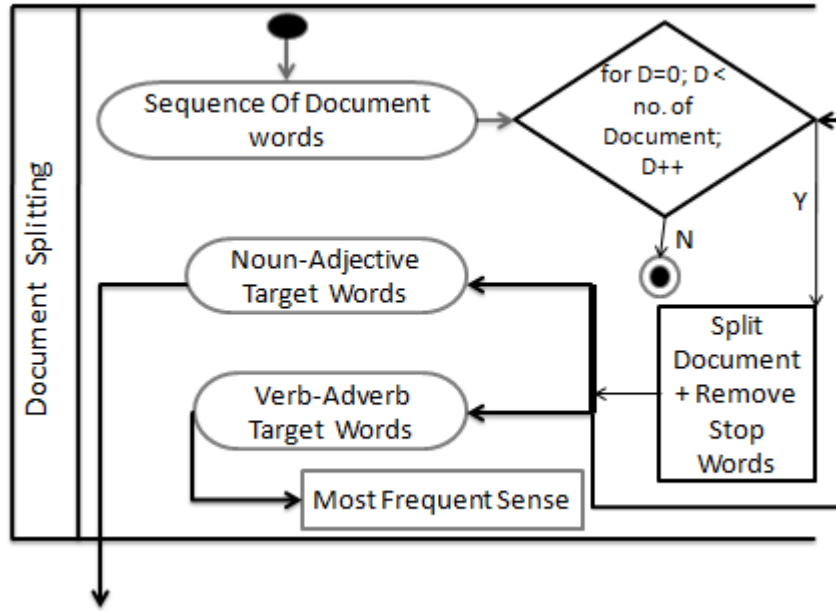 Document Splitting
Sequence Of Document
words
for D=0; D <
no. of
Document;
D++
Y
N
Noun-Adjective
Target Words
Split
Document
+ Remove
Stop
Words
Verb-Adverb
Target Words
Most Frequent Sense